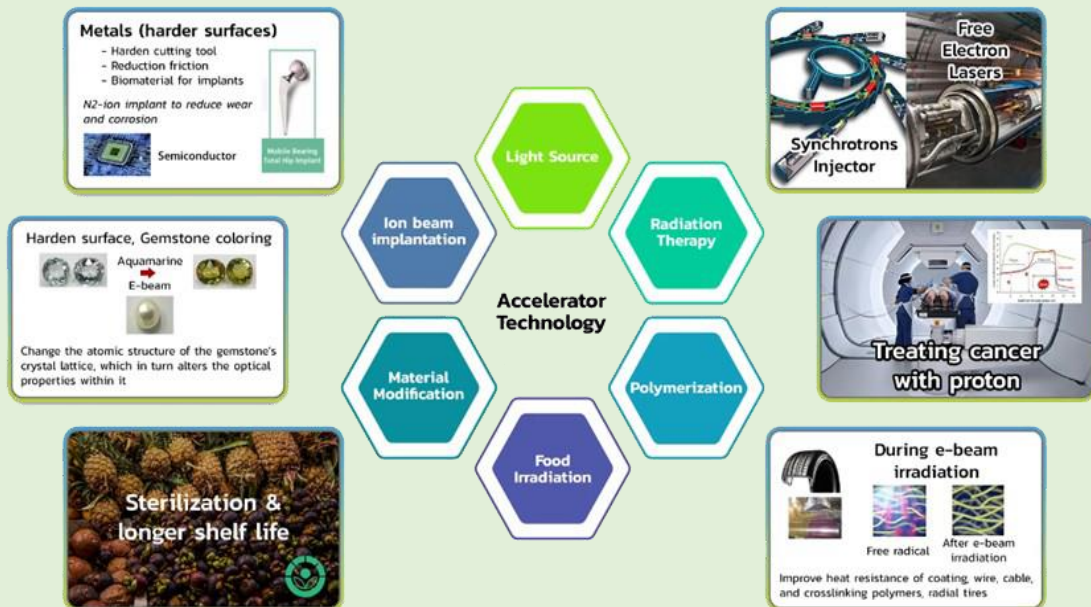 Metals (harder surfaces)
- Harden cutting tool
- Reduction friction
- Biomaterial for implants
N2-ion implant to reduce wear
and corrosion
Semiconductor
Mobile Bearing
Total Hip Implant
Harden surface, Gemstone coloring
Aquamarine
E-beam
Change the atomic structure of the gemstone's
crystal lattice, which in turn alters the optical
properties within it
Sterilization &
longer shelf life
Light Source
Ion beam
implantation
Radiation
Therapy
Accelerator
Technology
Material
Modification
Polymerization
Food
Irradiation
Free
Electron
Lasers
Synchrotrons
Injector
Treating cancer
with proton
During e-beam
irradiation
Free radical
After e-beam
irradiation
Improve heat resistance of coating, wire, cable,
and crosslinking polymers, radial tires